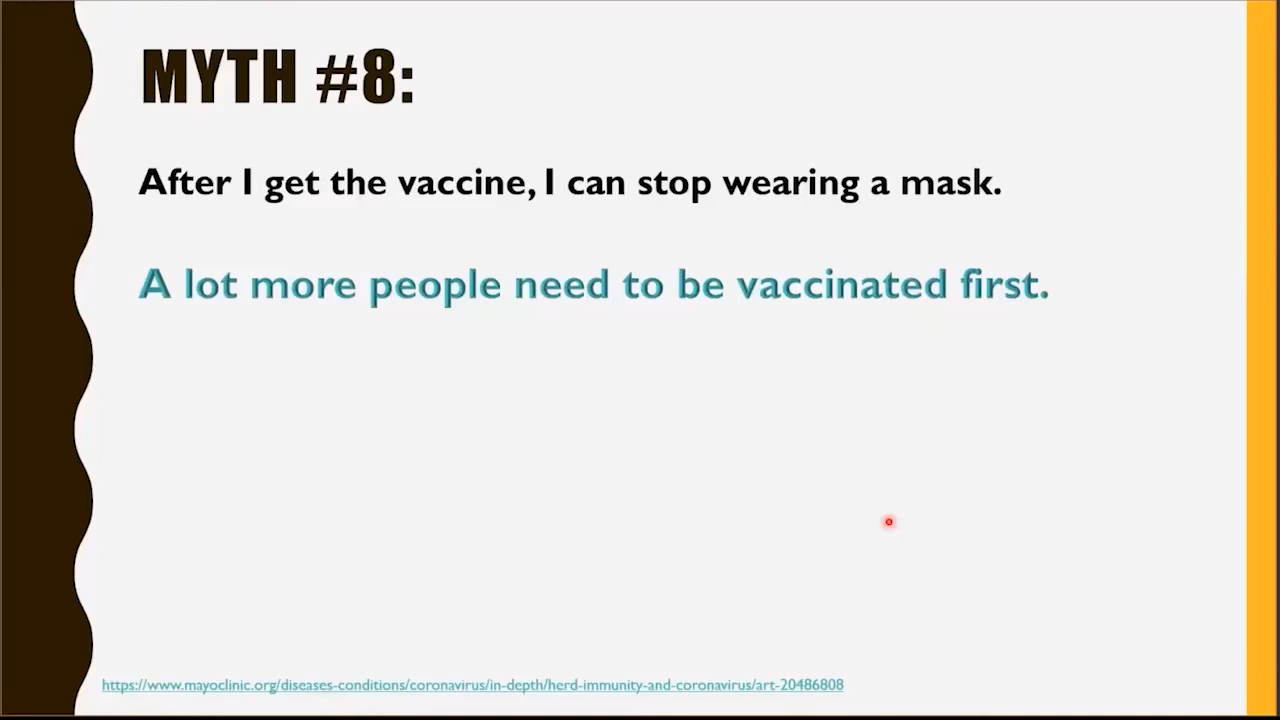 MYTH #8:
After I get the vaccine, I can stop wearing a mask.
A lot more people need to be vaccinated first.
https://www.mayoclinic.org/diseases-conditions/coronavirus/in-depth/herd-immunity-and-coronavirus/art-20486808